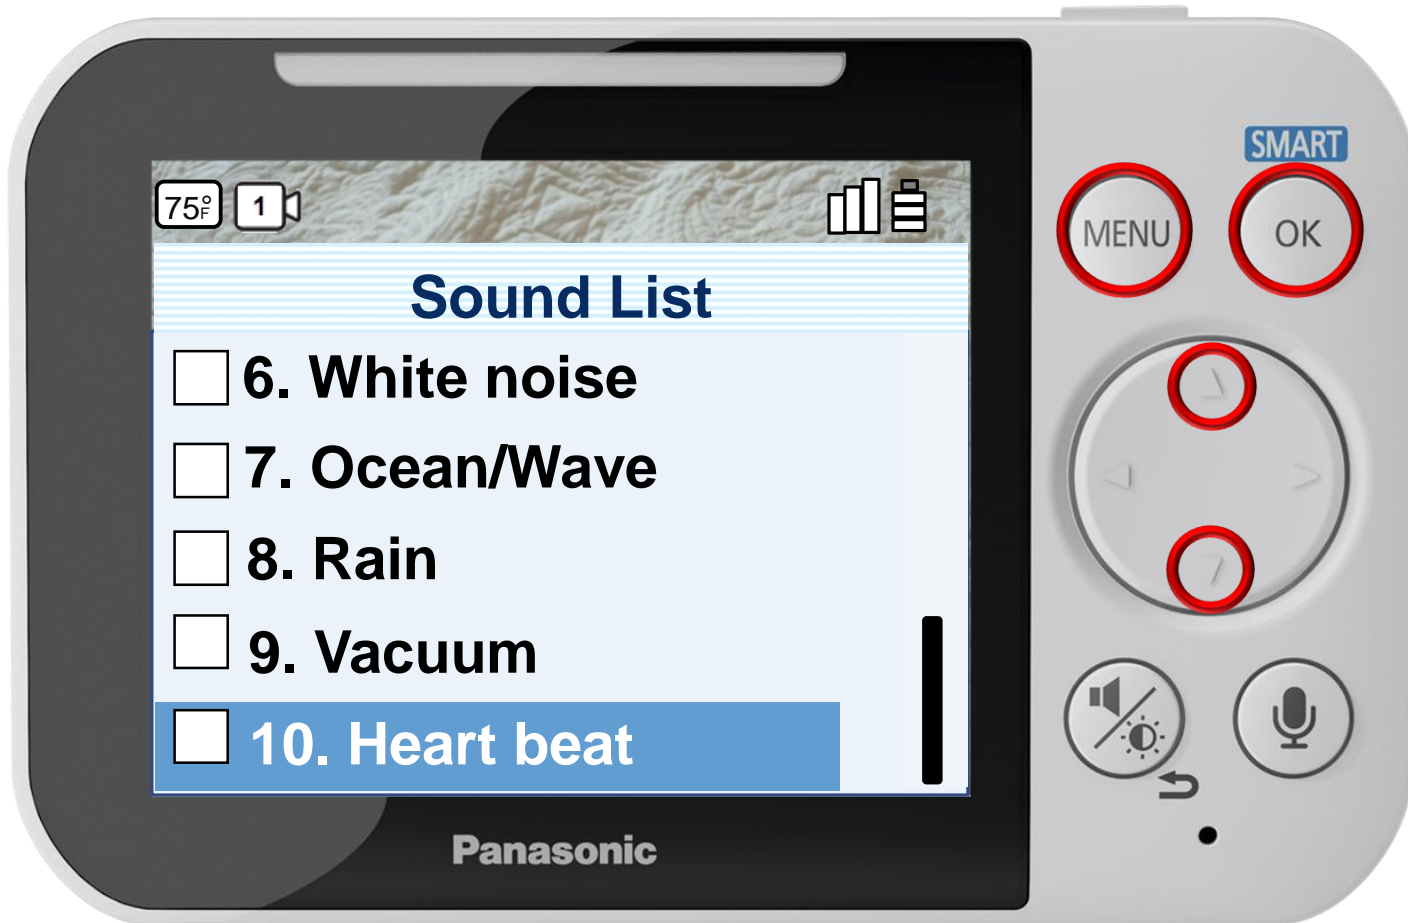 SMART
MENU
OK
75°F
1
Sound List
6. White noise
7. Ocean/Wave
8. Rain
9. Vacuum
10. Heart beat
Panasonic